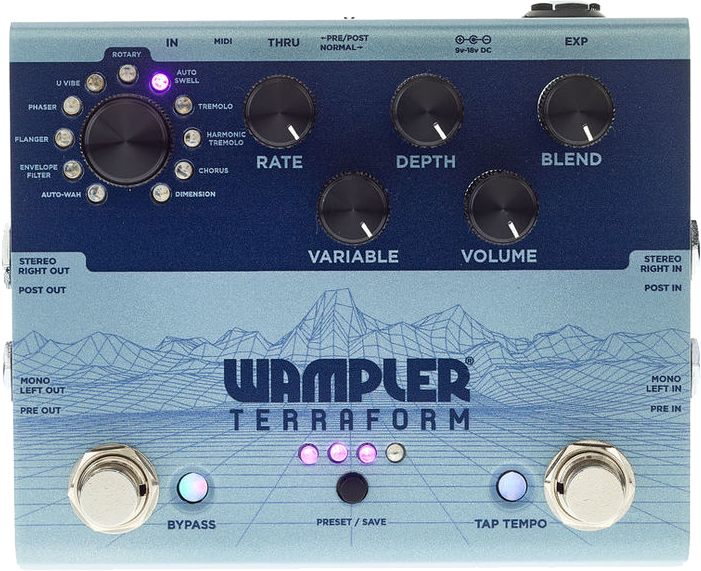 IN
MIDI
THRU
←PRE/POST
NORMAL→
9v-18v DC
EXP
ROTARY
U VIBE
AUTO
SWELL
PHASER
TREMOLO
FLANGER
HARMONIC
TREMOLO
ENVELOPE
FILTER
CHORUS
AUTO-WAH
DIMENSION
RATE
DEPTH
BLEND
VARIABLE
VOLUME
STEREO
RIGHT OUT
POST OUT
STEREO
RIGHT IN
POST IN
MONO
LEFT OUT
PRE OUT
MONO
LEFT IN
PRE IN
WAMPLER®
TERRAFORM
BYPASS
PRESET / SAVE
TAP TEMPO